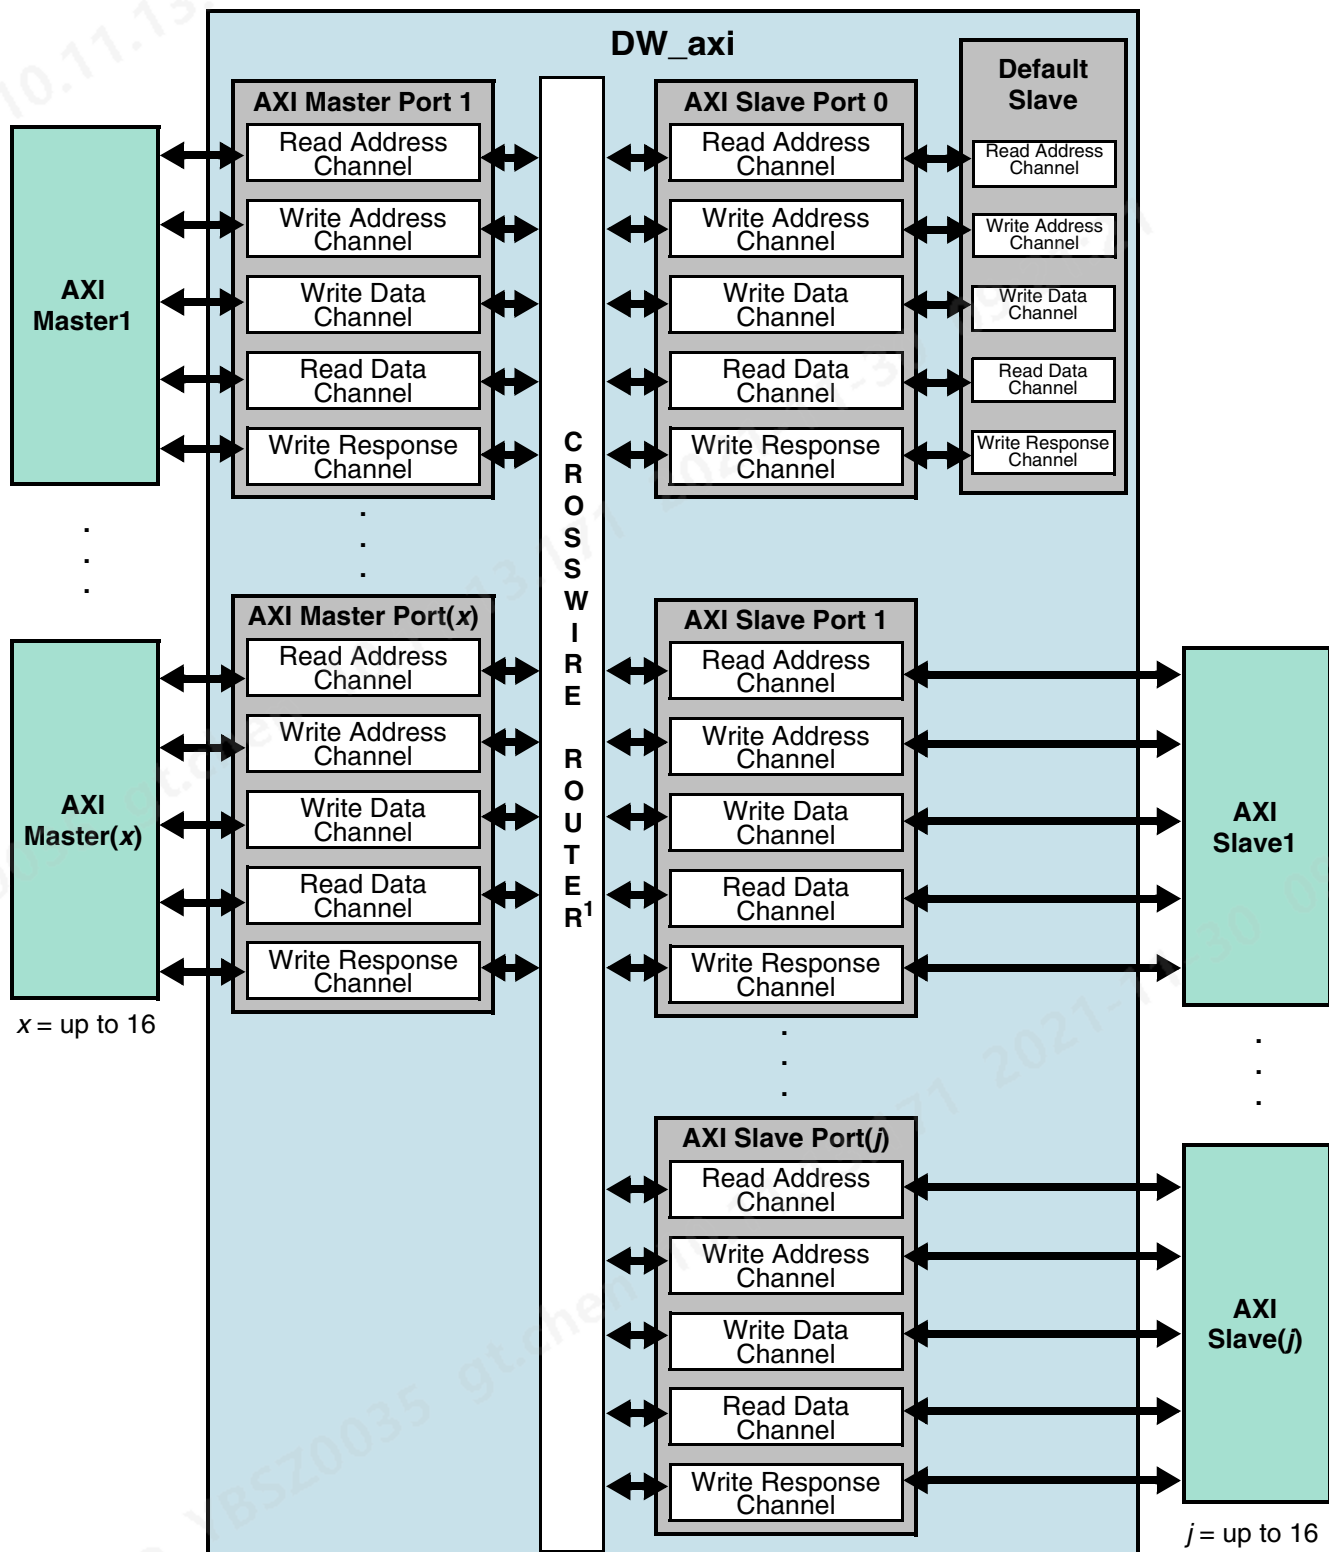 DW_axi
AXI Master Port 1
Read Address
Channel
Write Address
Channel
Write Data
Channel
Read Data
Channel
Write Response
Channel
AXI Slave Port 0
Read Address
Channel
Write Address
Channel
Write Data
Channel
Read Data
Channel
Write Response
Channel
Default
Slave
Read Address
Channel
Write Address
Channel
Write Data
Channel
Read Data
Channel
Write Response
Channel
AXI
Master1
.
.
.
.
.
.
CROSSWIRE ROUTER1
AXI Master Port(x)
Read Address
Channel
Write Address
Channel
Write Data
Channel
Read Data
Channel
Write Response
Channel
AXI
Master(x)
x = up to 16
AXI Slave Port 1
Read Address
Channel
Write Address
Channel
Write Data
Channel
Read Data
Channel
Write Response
Channel
AXI
Slave1
.
.
.
.
.
.
AXI Slave Port(j)
Read Address
Channel
Write Address
Channel
Write Data
Channel
Read Data
Channel
Write Response
Channel
AXI
Slave(j)
j = up to 16